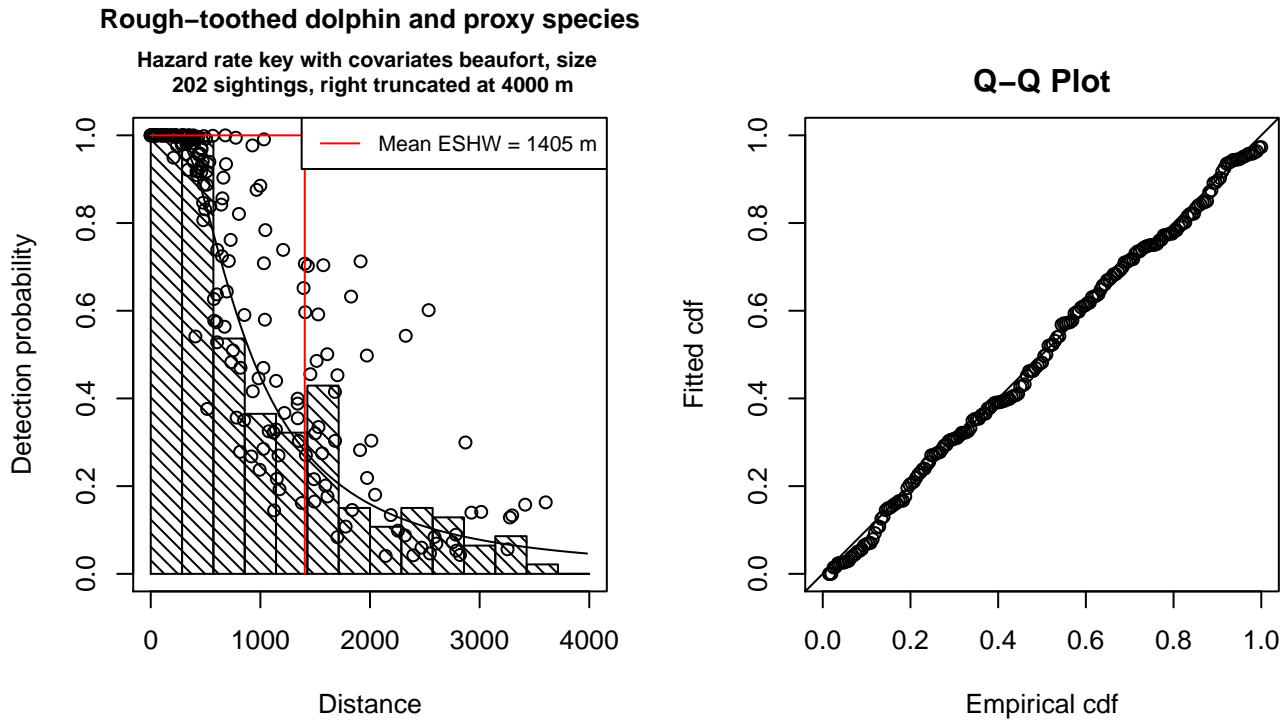 Rough−toothed dolphin and proxy species
Hazard rate key with covariates beaufort, size
202 sightings, right truncated at 4000 m
Mean ESHW = 1405 m
Detection probability
1.0
0.8
0.6
0.4
0.2
0.0
0 1000 2000 3000 4000
Distance
Q−Q Plot
Fitted cdf
1.0
0.8
0.6
0.4
0.2
0.0
0.0 0.2 0.4 0.6 0.8 1.0
Empirical cdf